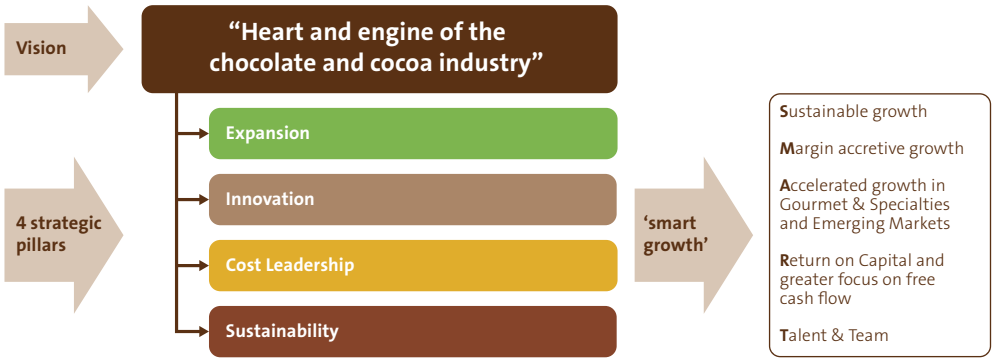 Vision
“Heart and engine of the
chocolate and cocoa industry”
4 strategic
pillars
Expansion
Innovation
Cost Leadership
Sustainability
‘smart
growth’
Sustainable growth
Margin accretive growth
Accelerated growth in
Gourmet & Specialties
and Emerging Markets
Return on Capital and
greater focus on free
cash flow
Talent & Team